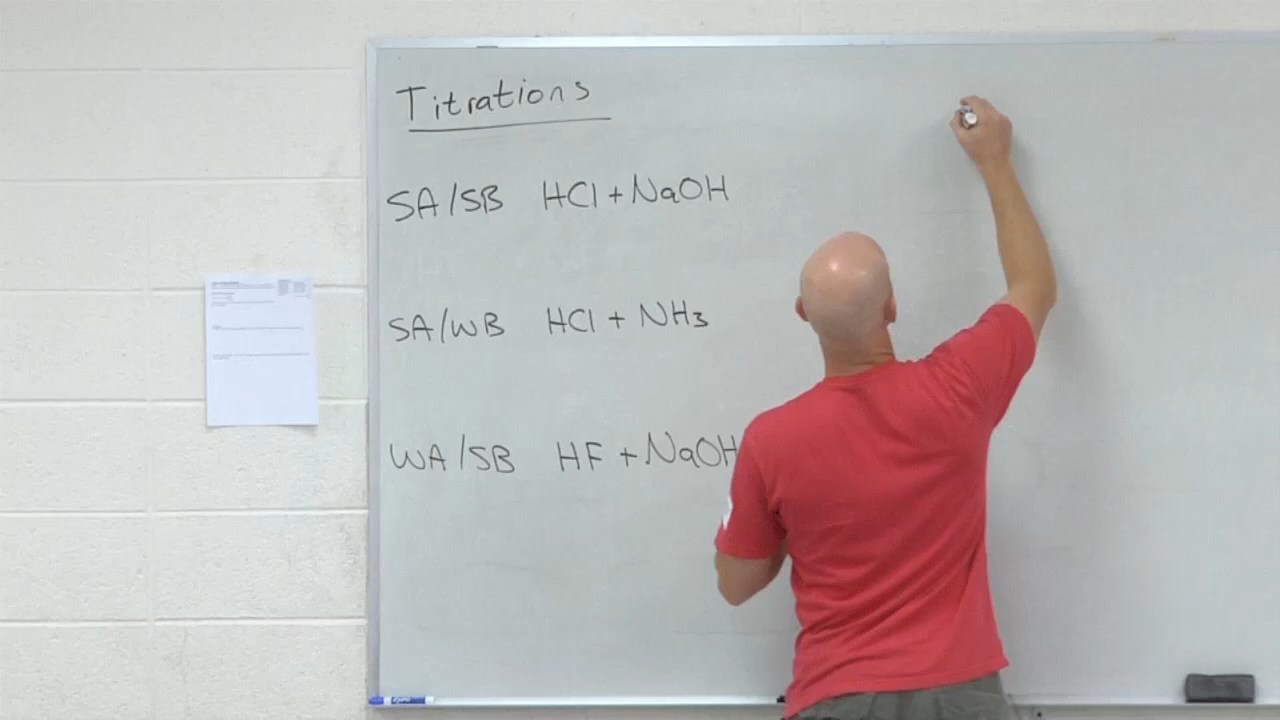 Titrations
SA/SB HCl + NaOH
SA/WB HCl + NH3
WA/SB HF + NaOH